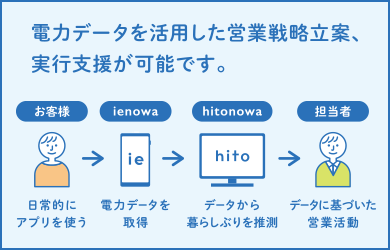 電力データを活用した営業戦略立案、
実行支援が可能です。
お客様
ienowa
hitonowa
担当者
ie
hito
日常的に
アプリを使う
電力データを
取得
データから
暮らしぶりを推測
データに基づいた
営業活動